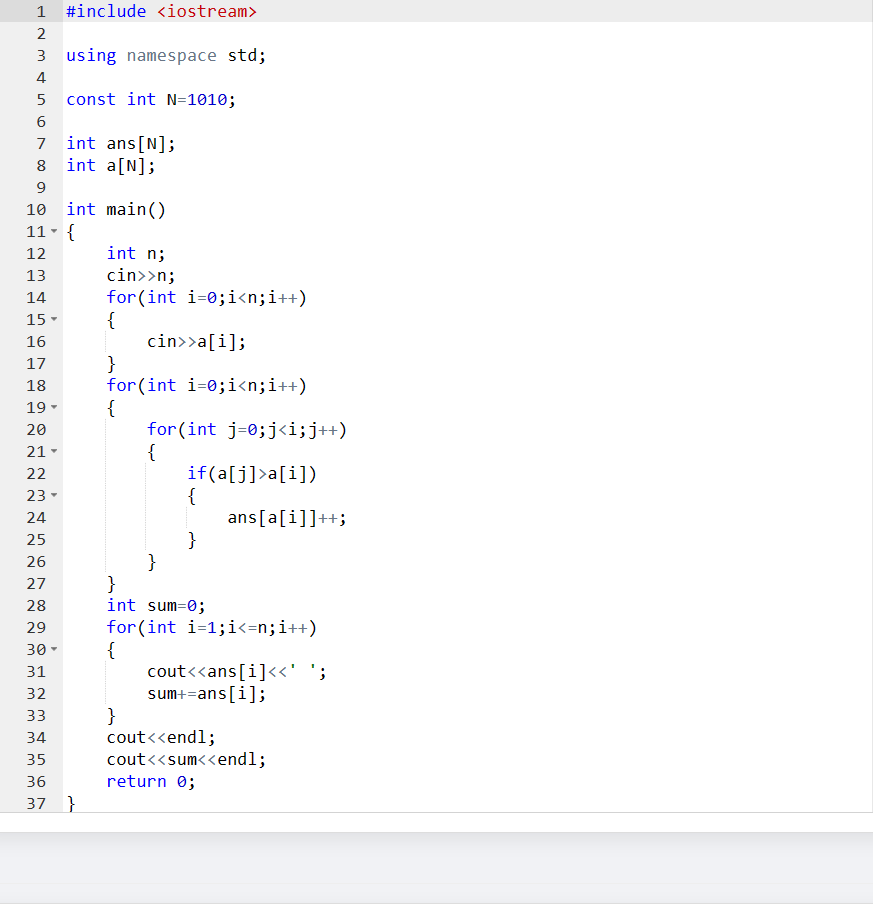 1 #include <iostream>
2
3 using namespace std;
4
5 const int N=1010;
6
7 int ans[N];
8 int a[N];
9
10 int main()
11 {
12     int n;
13     cin>>n;
14     for(int i=0;i<n;i++)
15     {
16         cin>>a[i];
17     }
18     for(int i=0;i<n;i++)
19     {
20         for(int j=0;j<i;j++)
21         {
22             if(a[j]>a[i])
23             {
24                 ans[a[i]]++;
25             }
26         }
27     }
28     int sum=0;
29     for(int i=1;i<=n;i++)
30     {
31         cout<<ans[i]<<' ';
32         sum+=ans[i];
33     }
34     cout<<endl;
35     cout<<sum<<endl;
36     return 0;
37 }